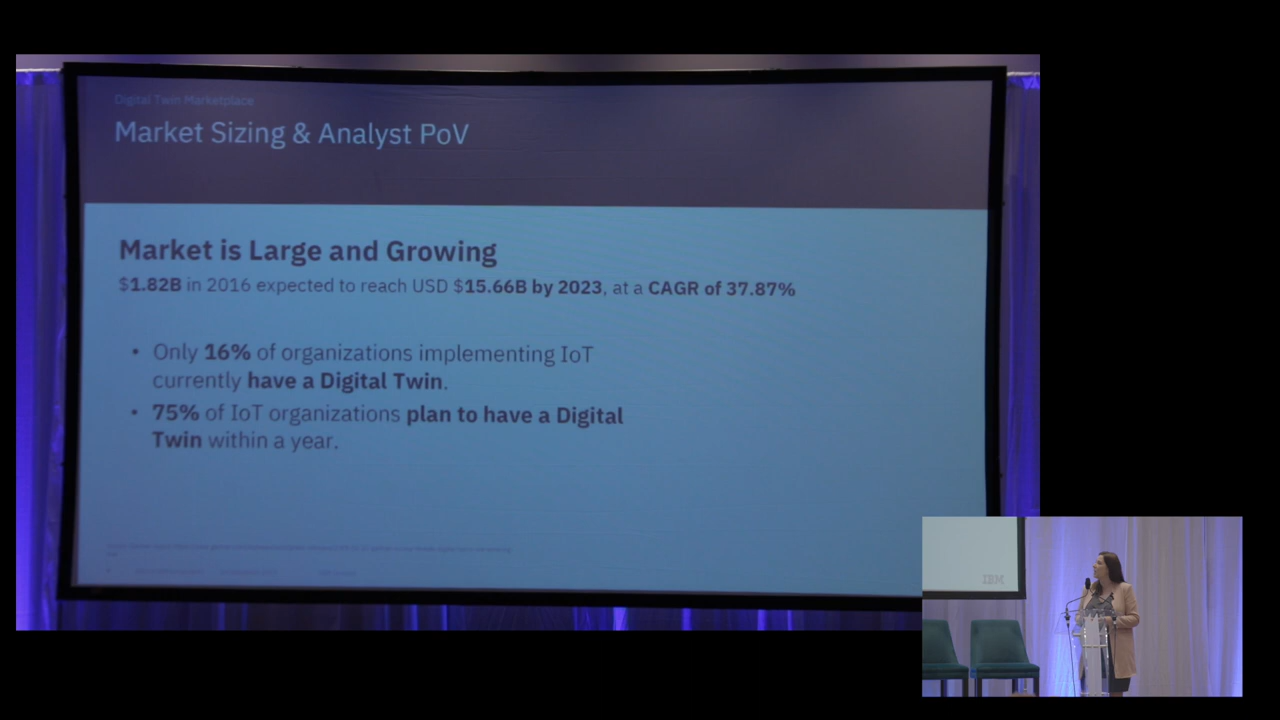 Digital Twin Marketplace
Market Sizing & Analyst PoV
Market is Large and Growing
$1.82B in 2016 expected to reach USD $15.66B by 2023, at a CAGR of 37.87%
• Only 16% of organizations implementing IoT
currently have a Digital Twin.
• 75% of IoT organizations plan to have a Digital
Twin within a year.
IBM